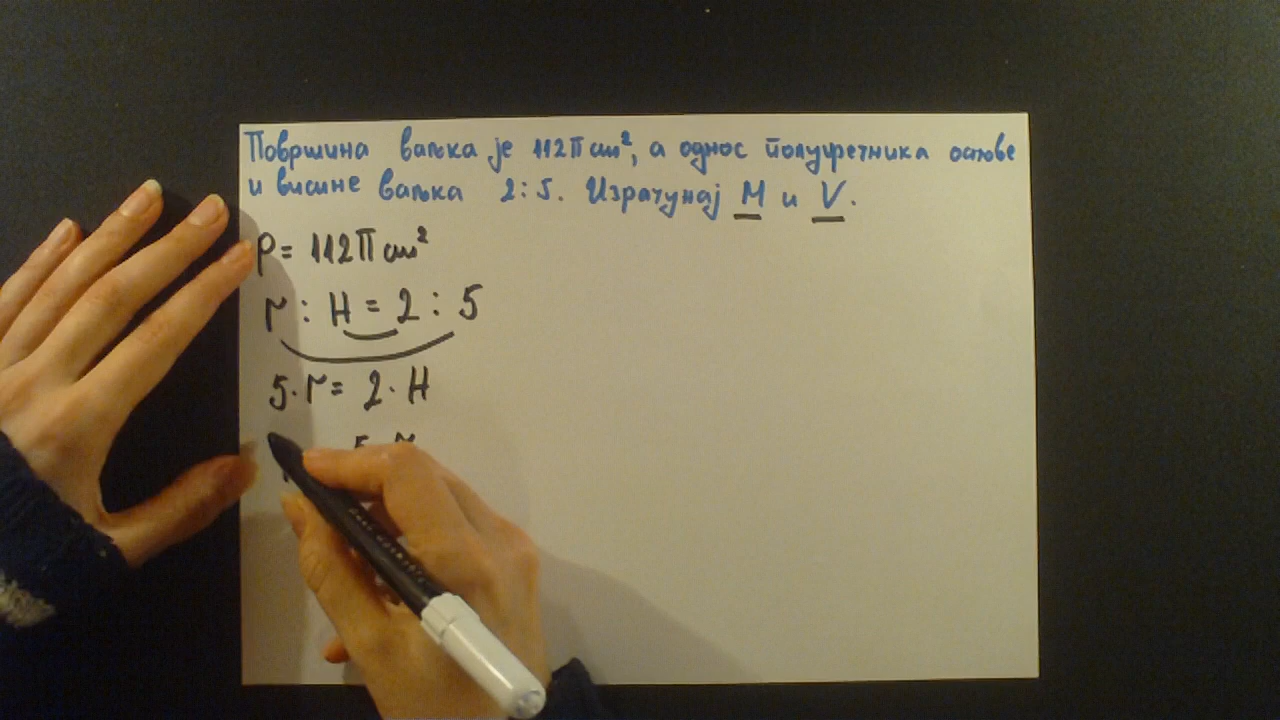 Површина ваљка је 112π cm², а однос полупречника основе
и висине ваљка 2:5. Израчунај M и V.
P = 112π cm²
r : H = 2 : 5
5·r = 2·H